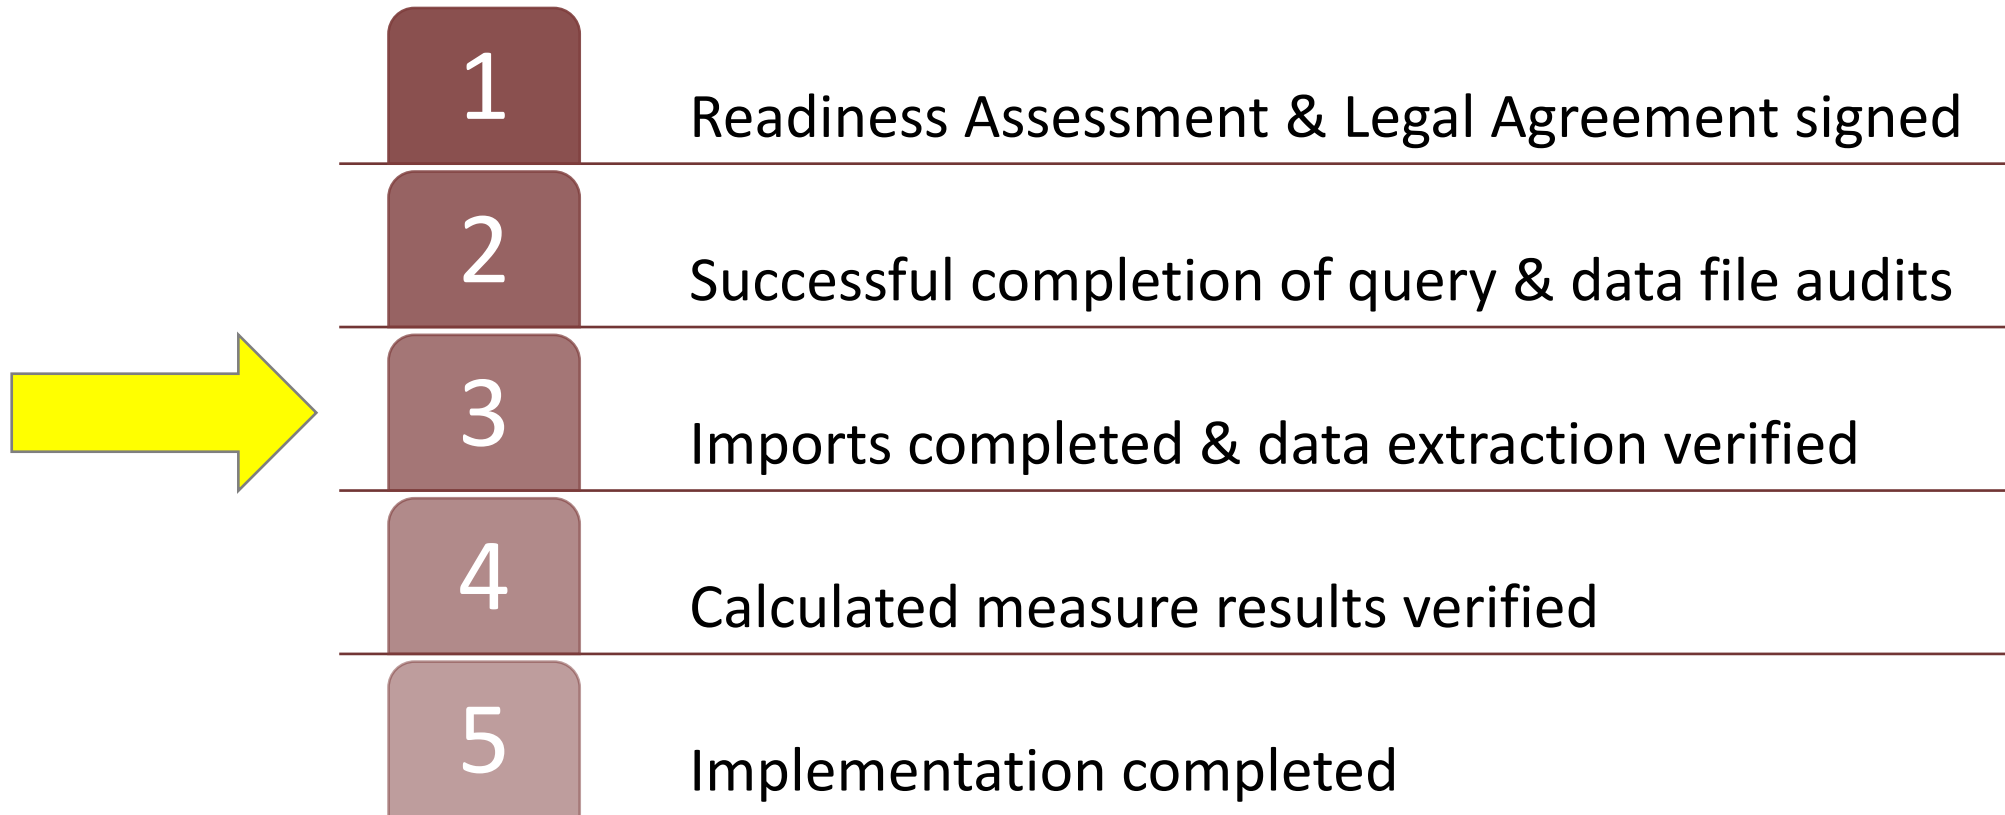 1
Readiness Assessment & Legal Agreement signed
2
Successful completion of query & data file audits
3
Imports completed & data extraction verified
4
Calculated measure results verified
5
Implementation completed